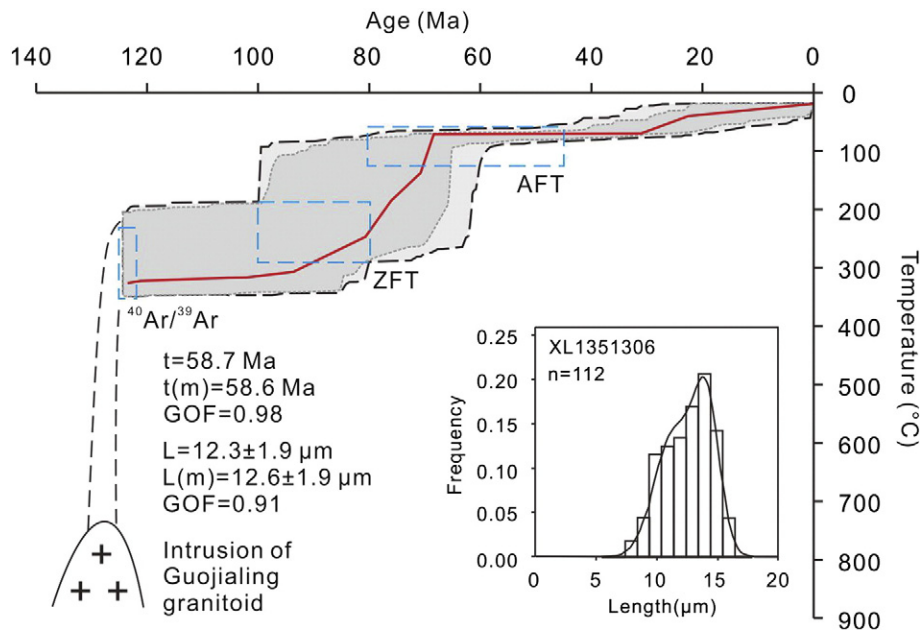 Age (Ma)
140 120 100 80 60 40 20 0
0
100
200
300
400
500
600
700
800
900
Temperature (°C)
AFT
ZFT
⁴⁰Ar/³⁹Ar
t=58.7 Ma
t(m)=58.6 Ma
GOF=0.98
L=12.3±1.9 μm
L(m)=12.6±1.9 μm
GOF=0.91
Intrusion of
Guojialing
granitoid
XL1351306
n=112
Frequency
0.25
0.20
0.15
0.10
0.05
0.00
0 5 10 15 20
Length(μm)